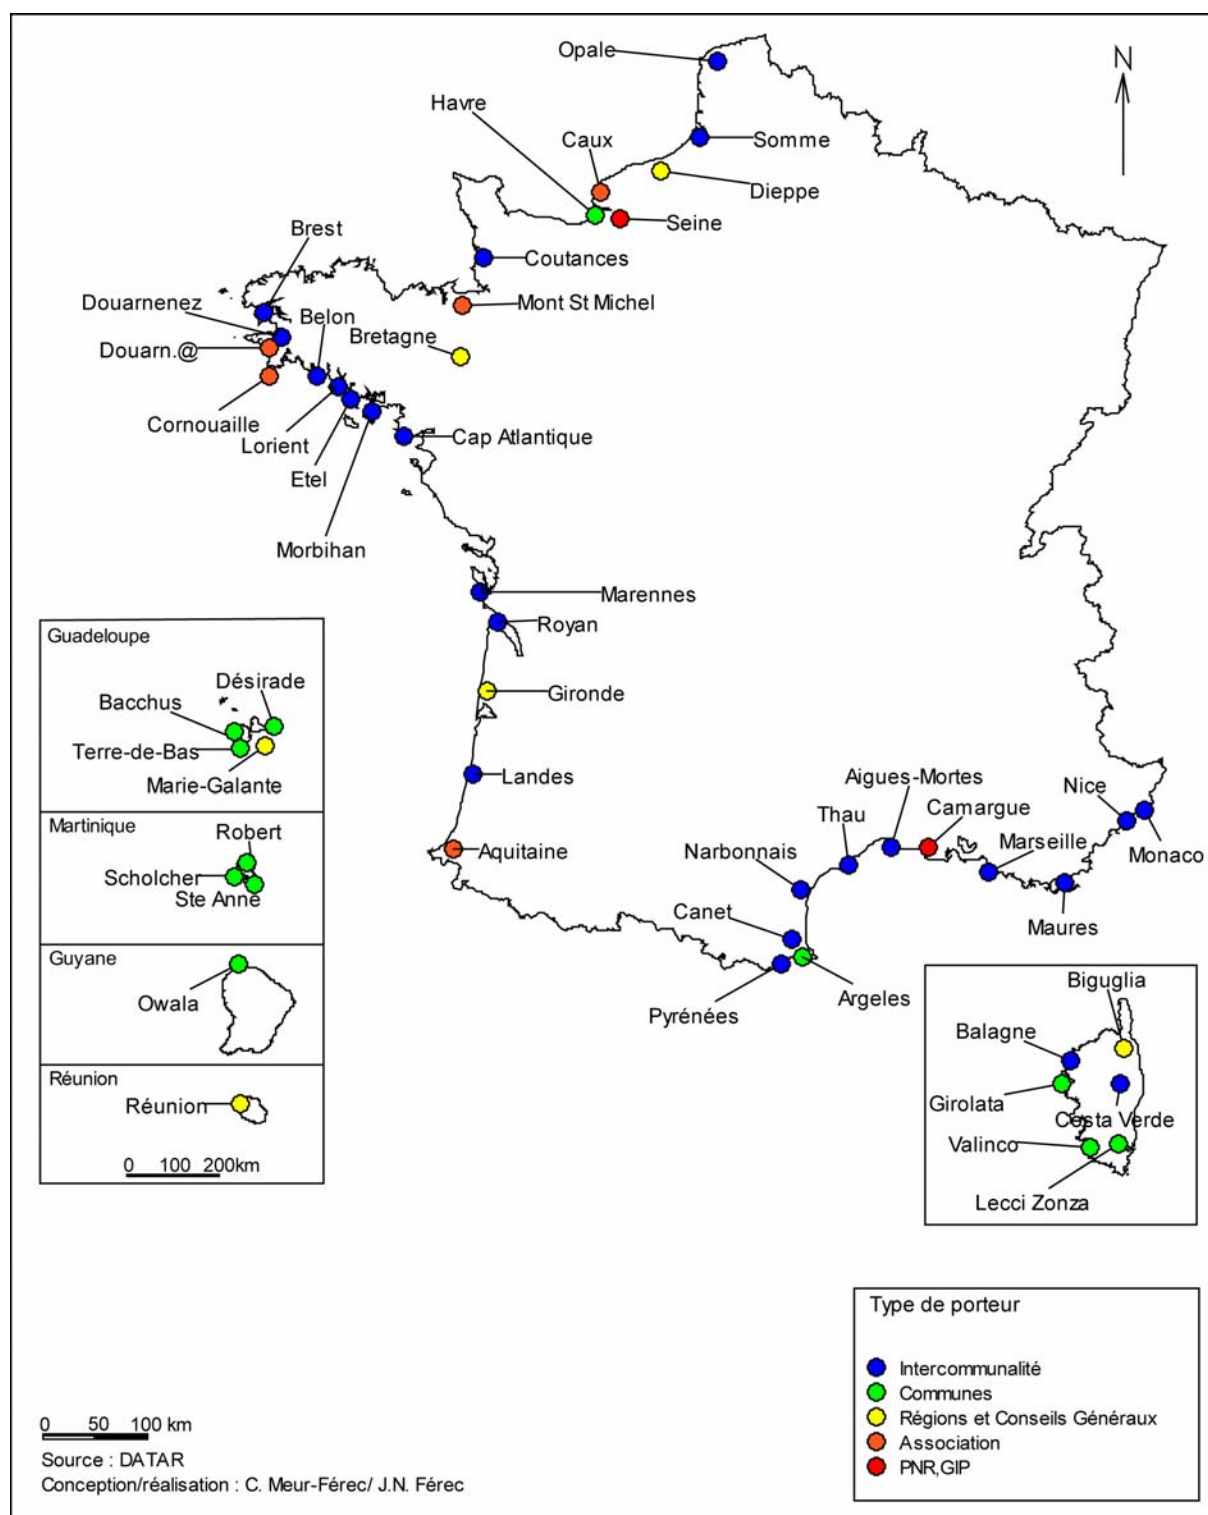 Opale
N
Havre
Caux
Somme
Dieppe
Seine
Brest
Coutances
Douarnenez
Belon
Mont St Michel
Bretagne
Douarn.@
Cornouaille
Lorient
Cap Atlantique
Etel
Morbihan
Marennes
Royan
Gironde
Landes
Aquitaine
Aigues-Mortes
Nice
Camargue
Thau
Marseille
Monaco
Narbonnais
Canet
Maures
Pyrénées
Argeles
Guadeloupe
Désirade
Bacchus
Terre-de-Bas
Marie-Galante
Martinique
Robert
Scholcher
Ste Anne
Guyane
Owala
Réunion
Réunion
0 100 200km
Biguglia
Balagne
Girolata
Costa Verde
Valinco
Lecci Zonza
Type de porteur
Intercommunalité
Communes
Régions et Conseils Généraux
Association
PNR,GIP
0 50 100 km
Source : DATAR
Conception/réalisation : C. Meur-Férec/ J.N. Férec